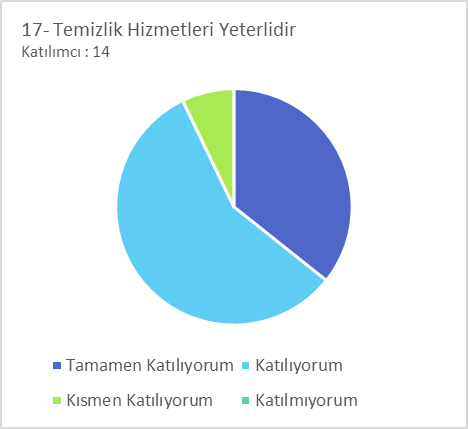 17- Temizlik Hizmetleri Yeterlidir
Katılımcı : 14
Tamamen Katılıyorum Katılıyorum
Kısmen Katılıyorum Katılmıyorum